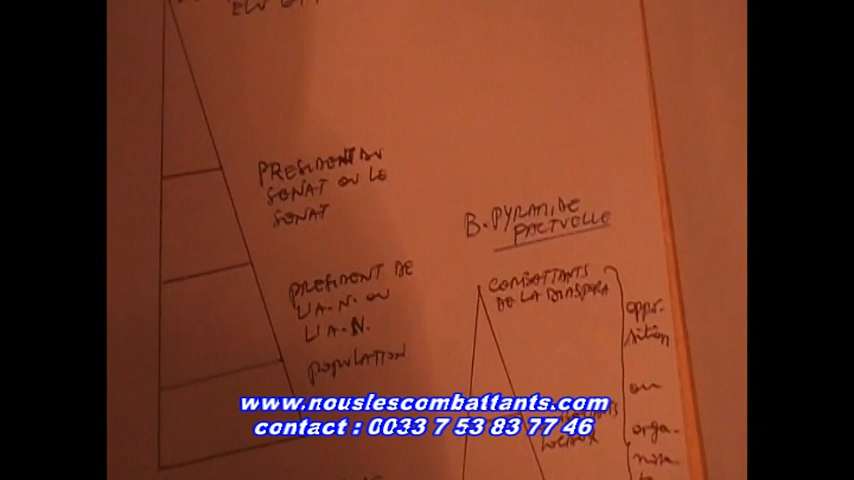 PRESIDENT DU
SENAT OU LE
SENAT
PRESIDENT DE
L'A.N. OU
L'A.N.
POPULATION
B. PYRAMIDE
PACTUELLE
COMBATTANTS
DE LA DIASPORA
oppo-
sition
ou
orga-
www.nouslescombattants.com
contact : 0033 7 53 83 77 46